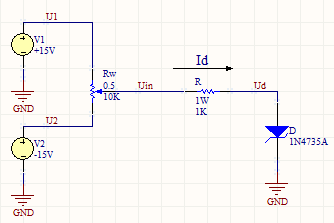 U1
V1
+15V
GND
Rw
0.5
10K
Uin
Id
R
1W
1K
Ud
D
1N4735A
GND
U2
V2
-15V
GND